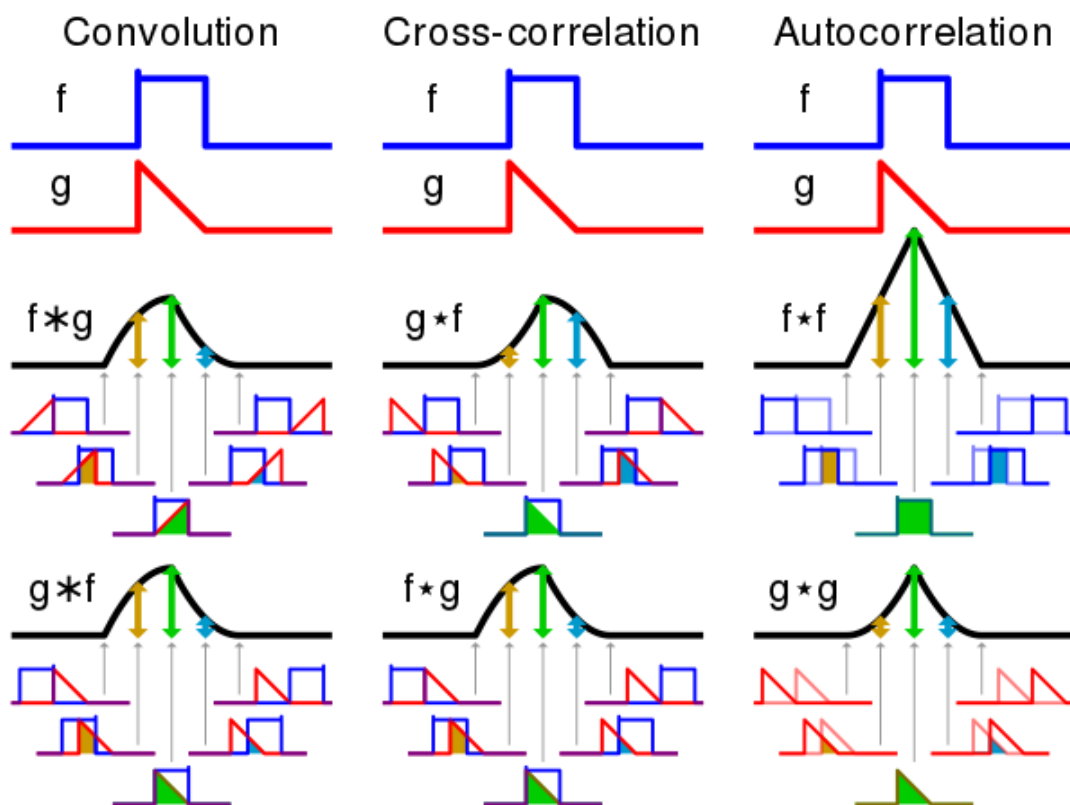 Convolution Cross-correlation Autocorrelation
f f f
g g g
f∗g g⋆f f⋆f
g∗f f⋆g g⋆g